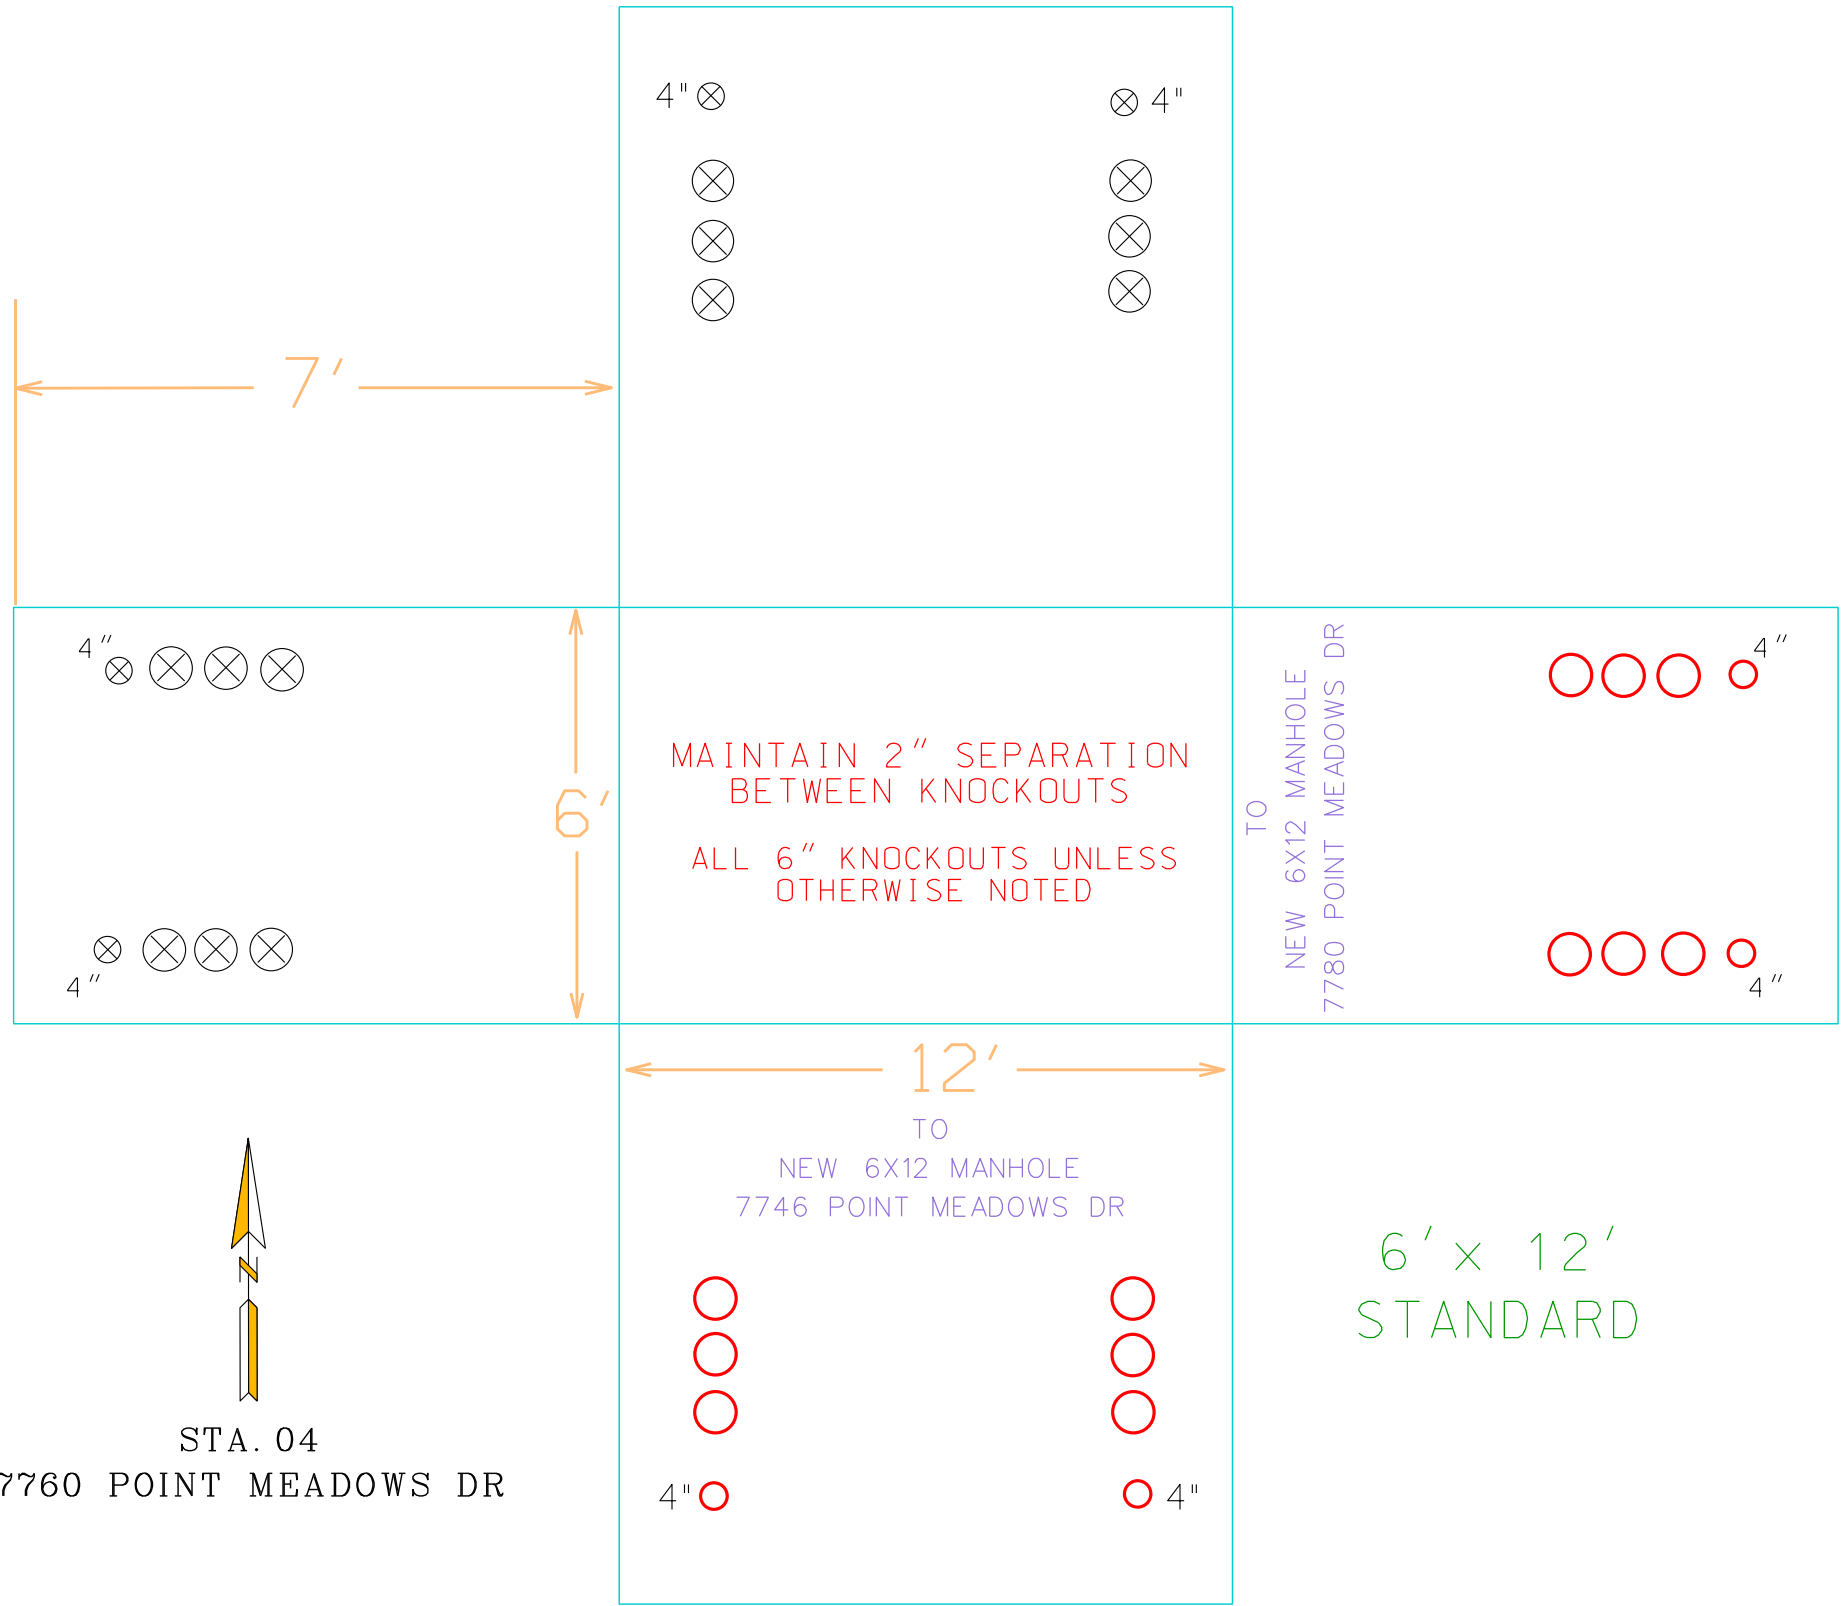 4"
4"
7'
4"
4"
6'
MAINTAIN 2" SEPARATION
BETWEEN KNOCKOUTS
ALL 6" KNOCKOUTS UNLESS
OTHERWISE NOTED
TO
NEW 6X12 MANHOLE
7780 POINT MEADOWS DR
4"
4"
12'
TO
NEW 6X12 MANHOLE
7746 POINT MEADOWS DR
6' x 12'
STANDARD
N
STA. 04
7760 POINT MEADOWS DR
4"
4"